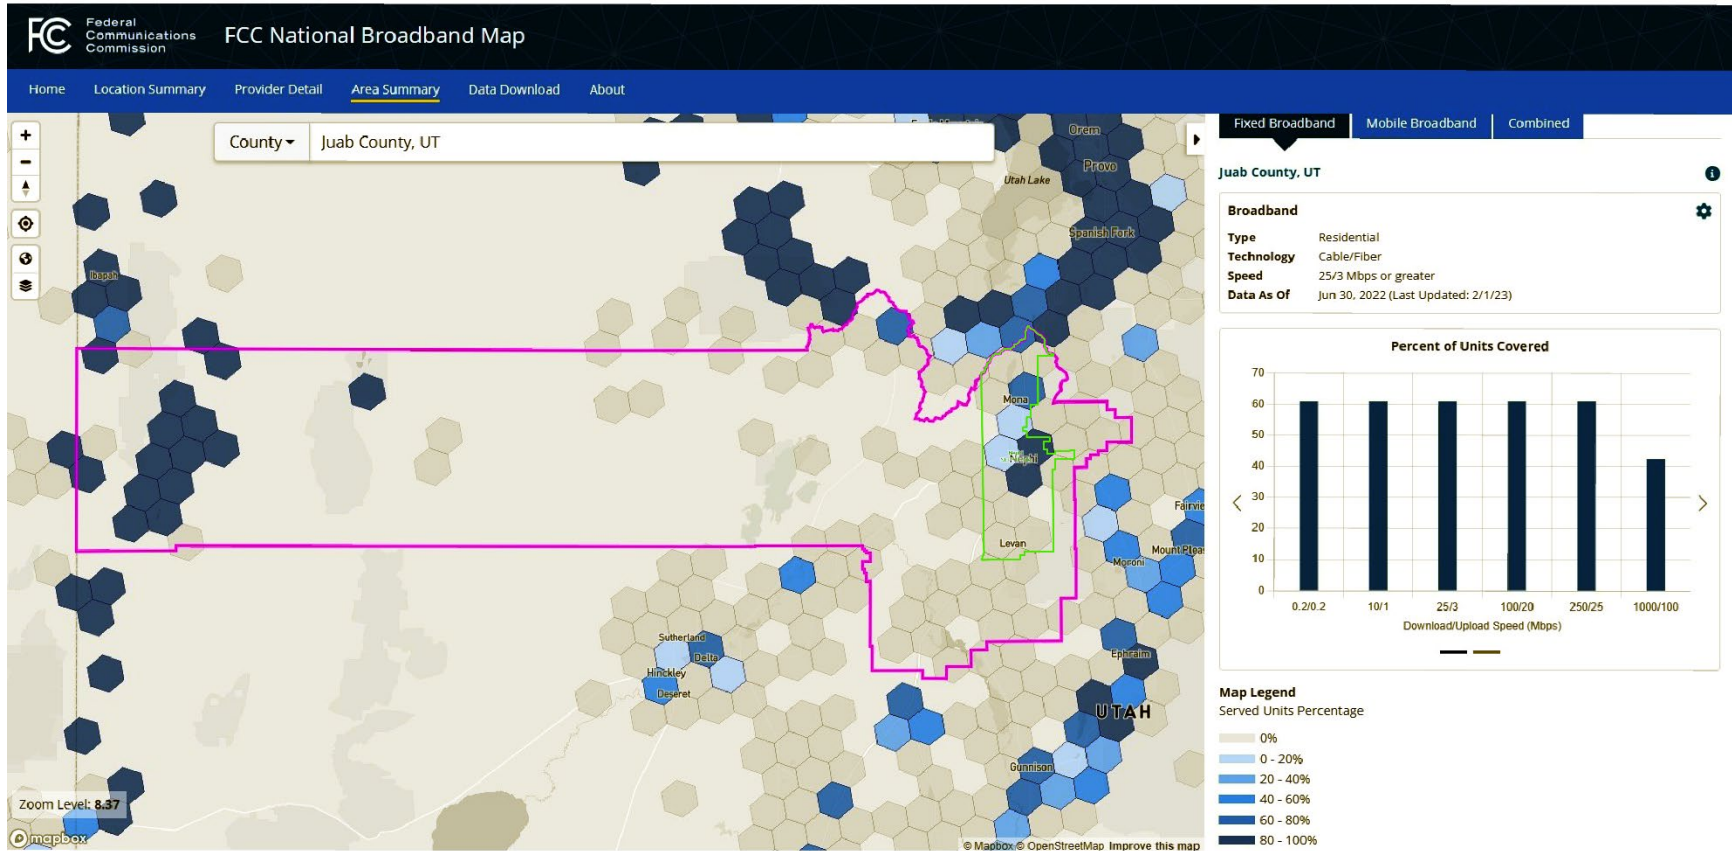 FCC
Federal
Communications
Commission
FCC National Broadband Map
Home Location Summary Provider Detail Area Summary Data Download About
County Juab County, UT
Orem
Provo
Utah Lake
Spanish Fork
Ibapah
Mona
Nephi
Levan
Fairvie
Mount Pleas
Moroni
Sutherland
Delta
Hinckley
Deseret
Ephraim
UTAH
Gunnison
Zoom Level: 8.37
mapbox
© Mapbox © OpenStreetMap Improve this map
Fixed Broadband Mobile Broadband Combined
Juab County, UT
Broadband
Type Residential
Technology Cable/Fiber
Speed 25/3 Mbps or greater
Data As Of Jun 30, 2022 (Last Updated: 2/1/23)
Percent of Units Covered
70
60
50
40
30
20
10
0
0.2/0.2 10/1 25/3 100/20 250/25 1000/100
Download/Upload Speed (Mbps)
Map Legend
Served Units Percentage
0%
0 - 20%
20 - 40%
40 - 60%
60 - 80%
80 - 100%